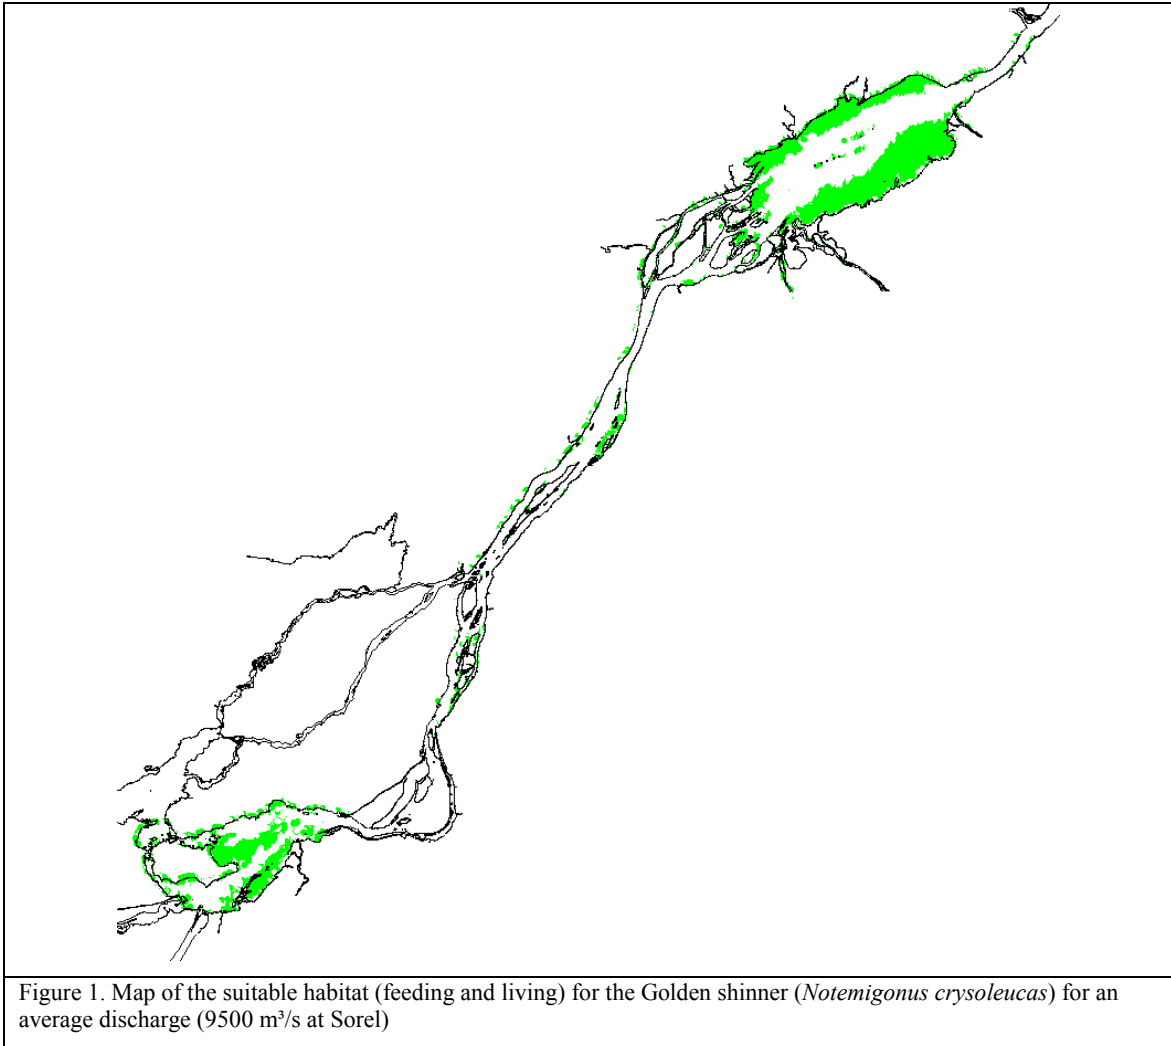 Figure 1. Map of the suitable habitat (feeding and living) for the Golden shinner (Notemigonus crysoleucas) for an
average discharge (9500 m³/s at Sorel)